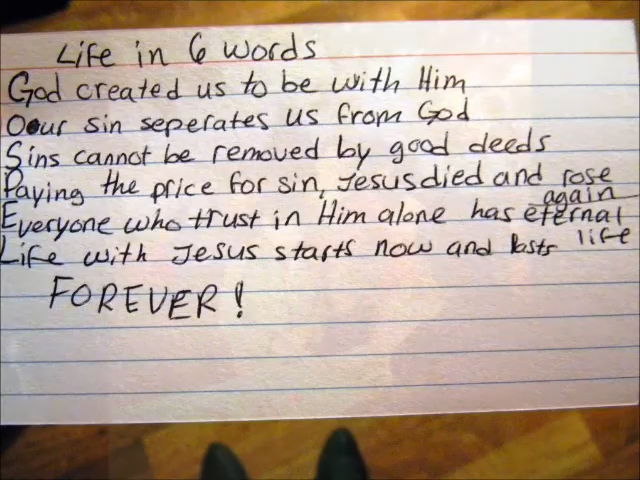 Life in 6 words
God created us to be with Him
Oour sin seperates us from God
Sins cannot be removed by good deeds
Paying the price for sin, Jesus died and rose
again
Everyone who trust in Him alone has eternal
life
Life with Jesus starts now and lasts
FOREVER!